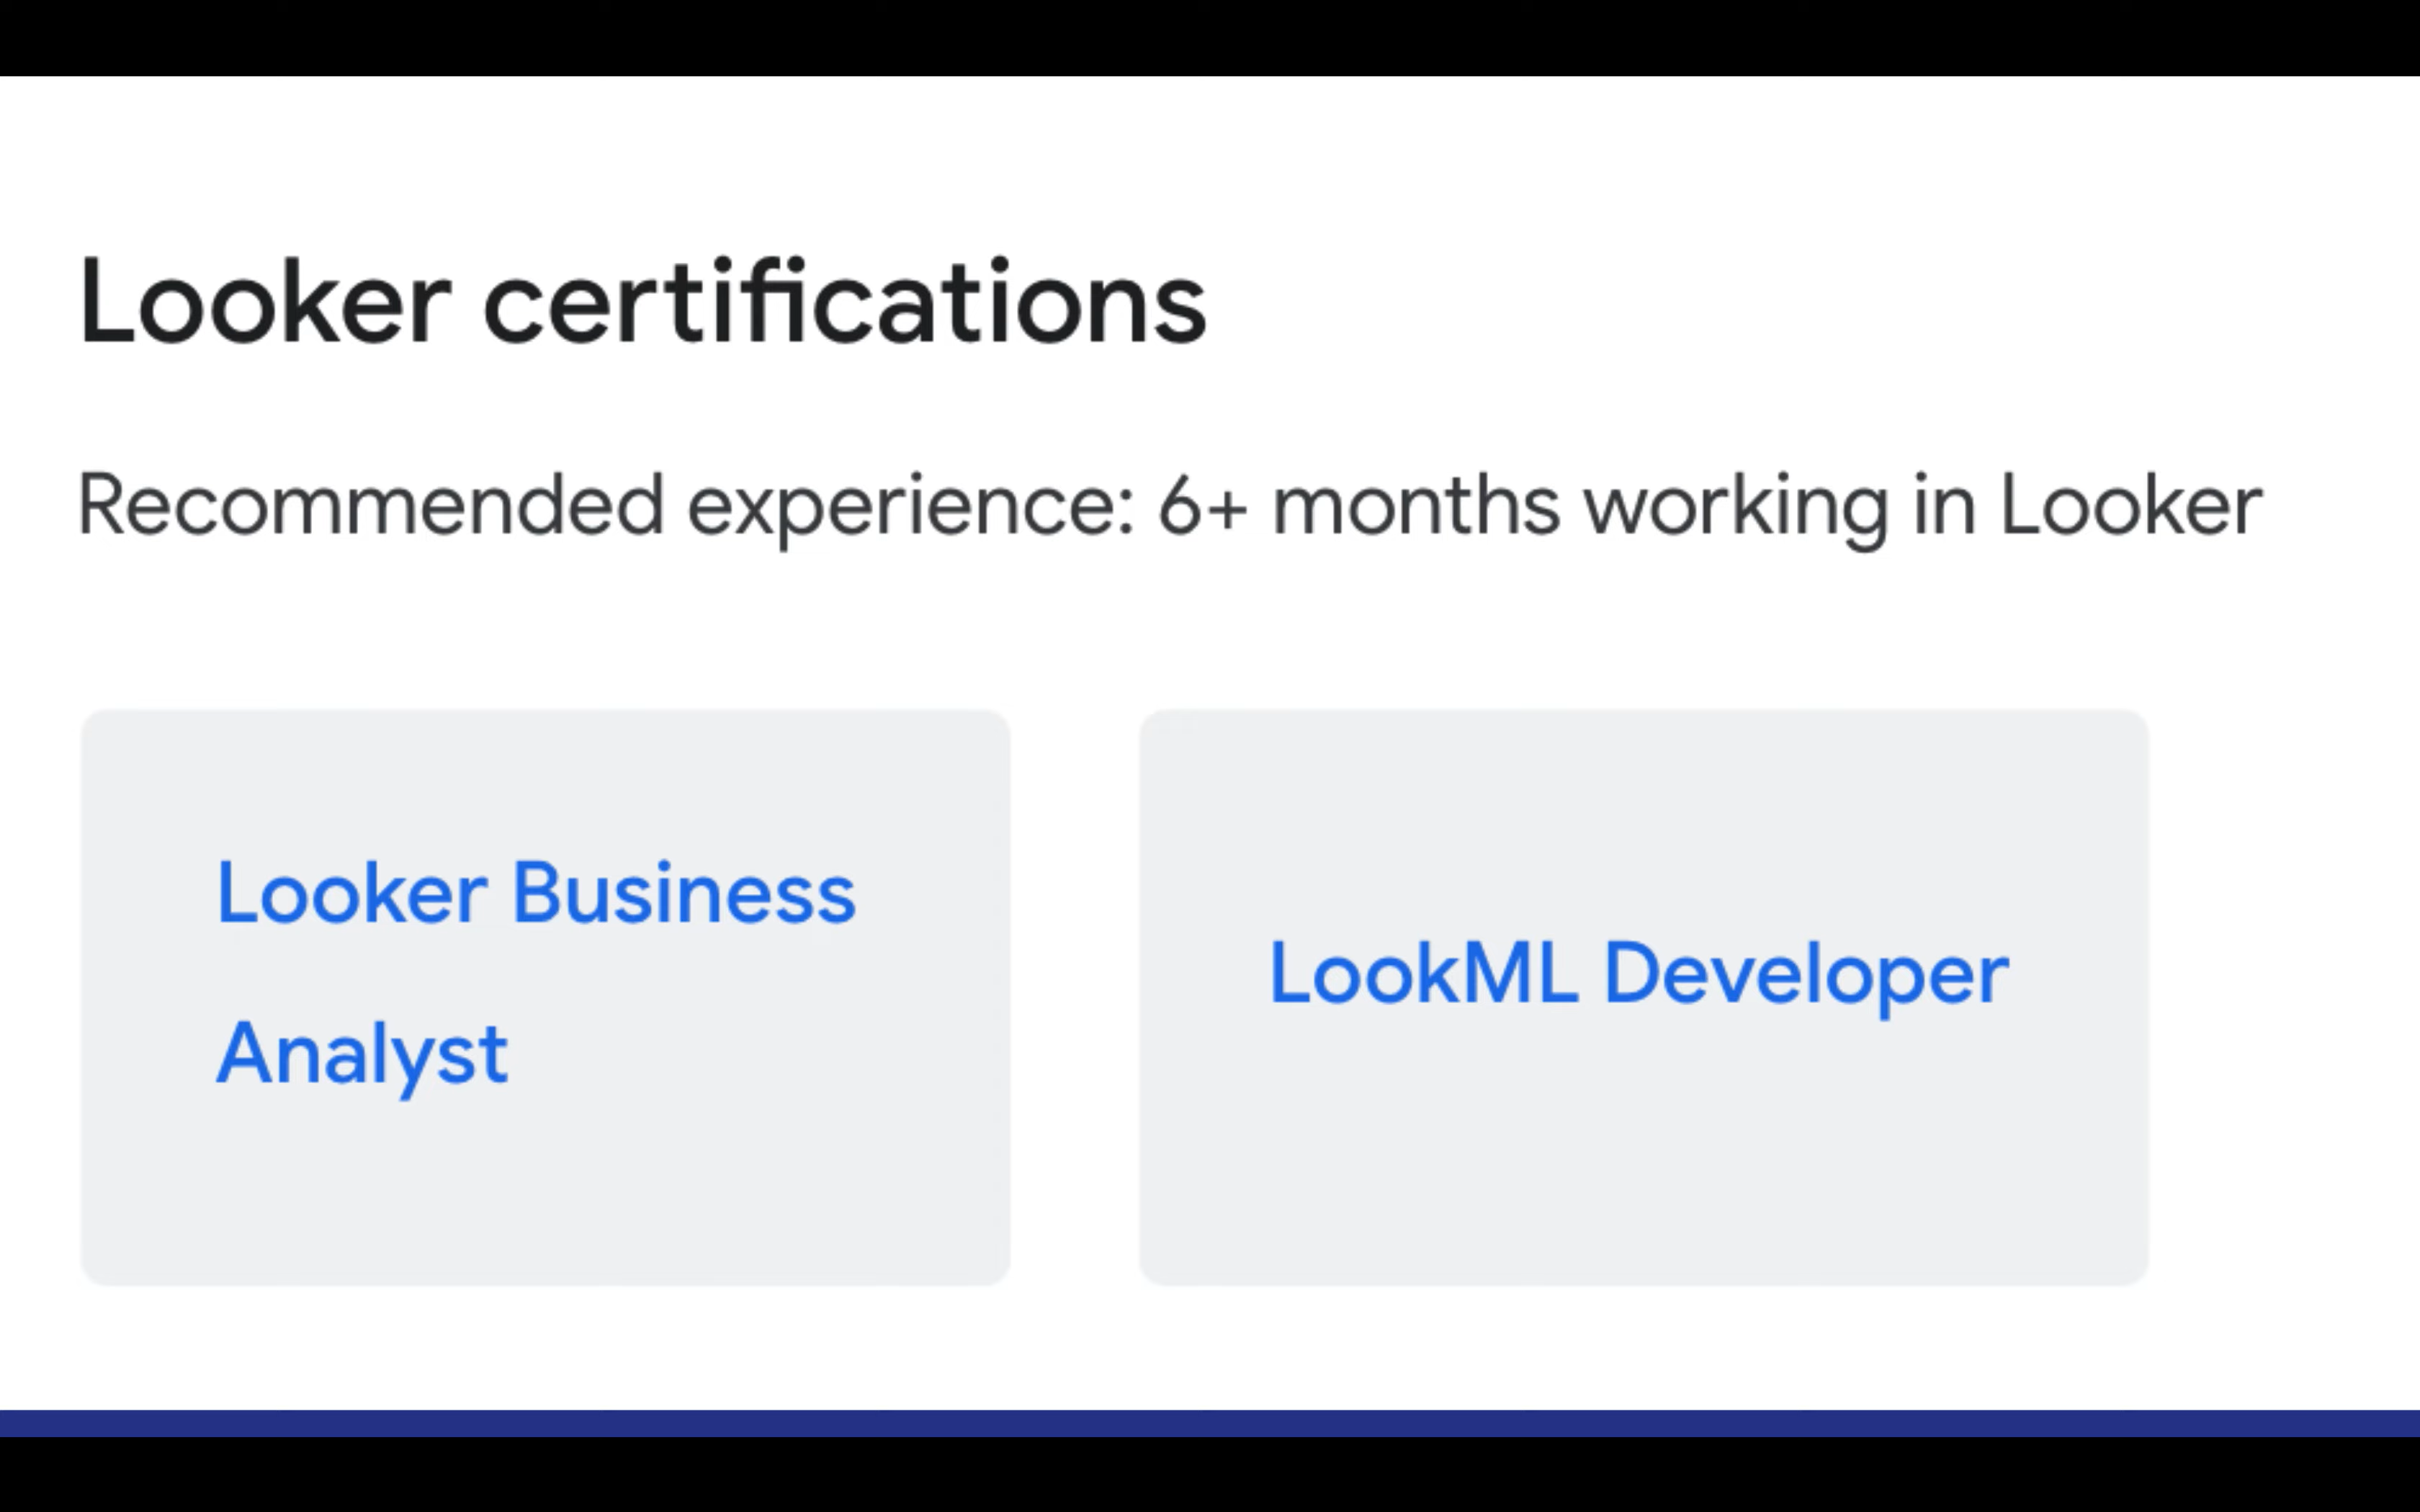 Looker certifications
Recommended experience: 6+ months working in Looker
Looker Business
Analyst
LookML Developer